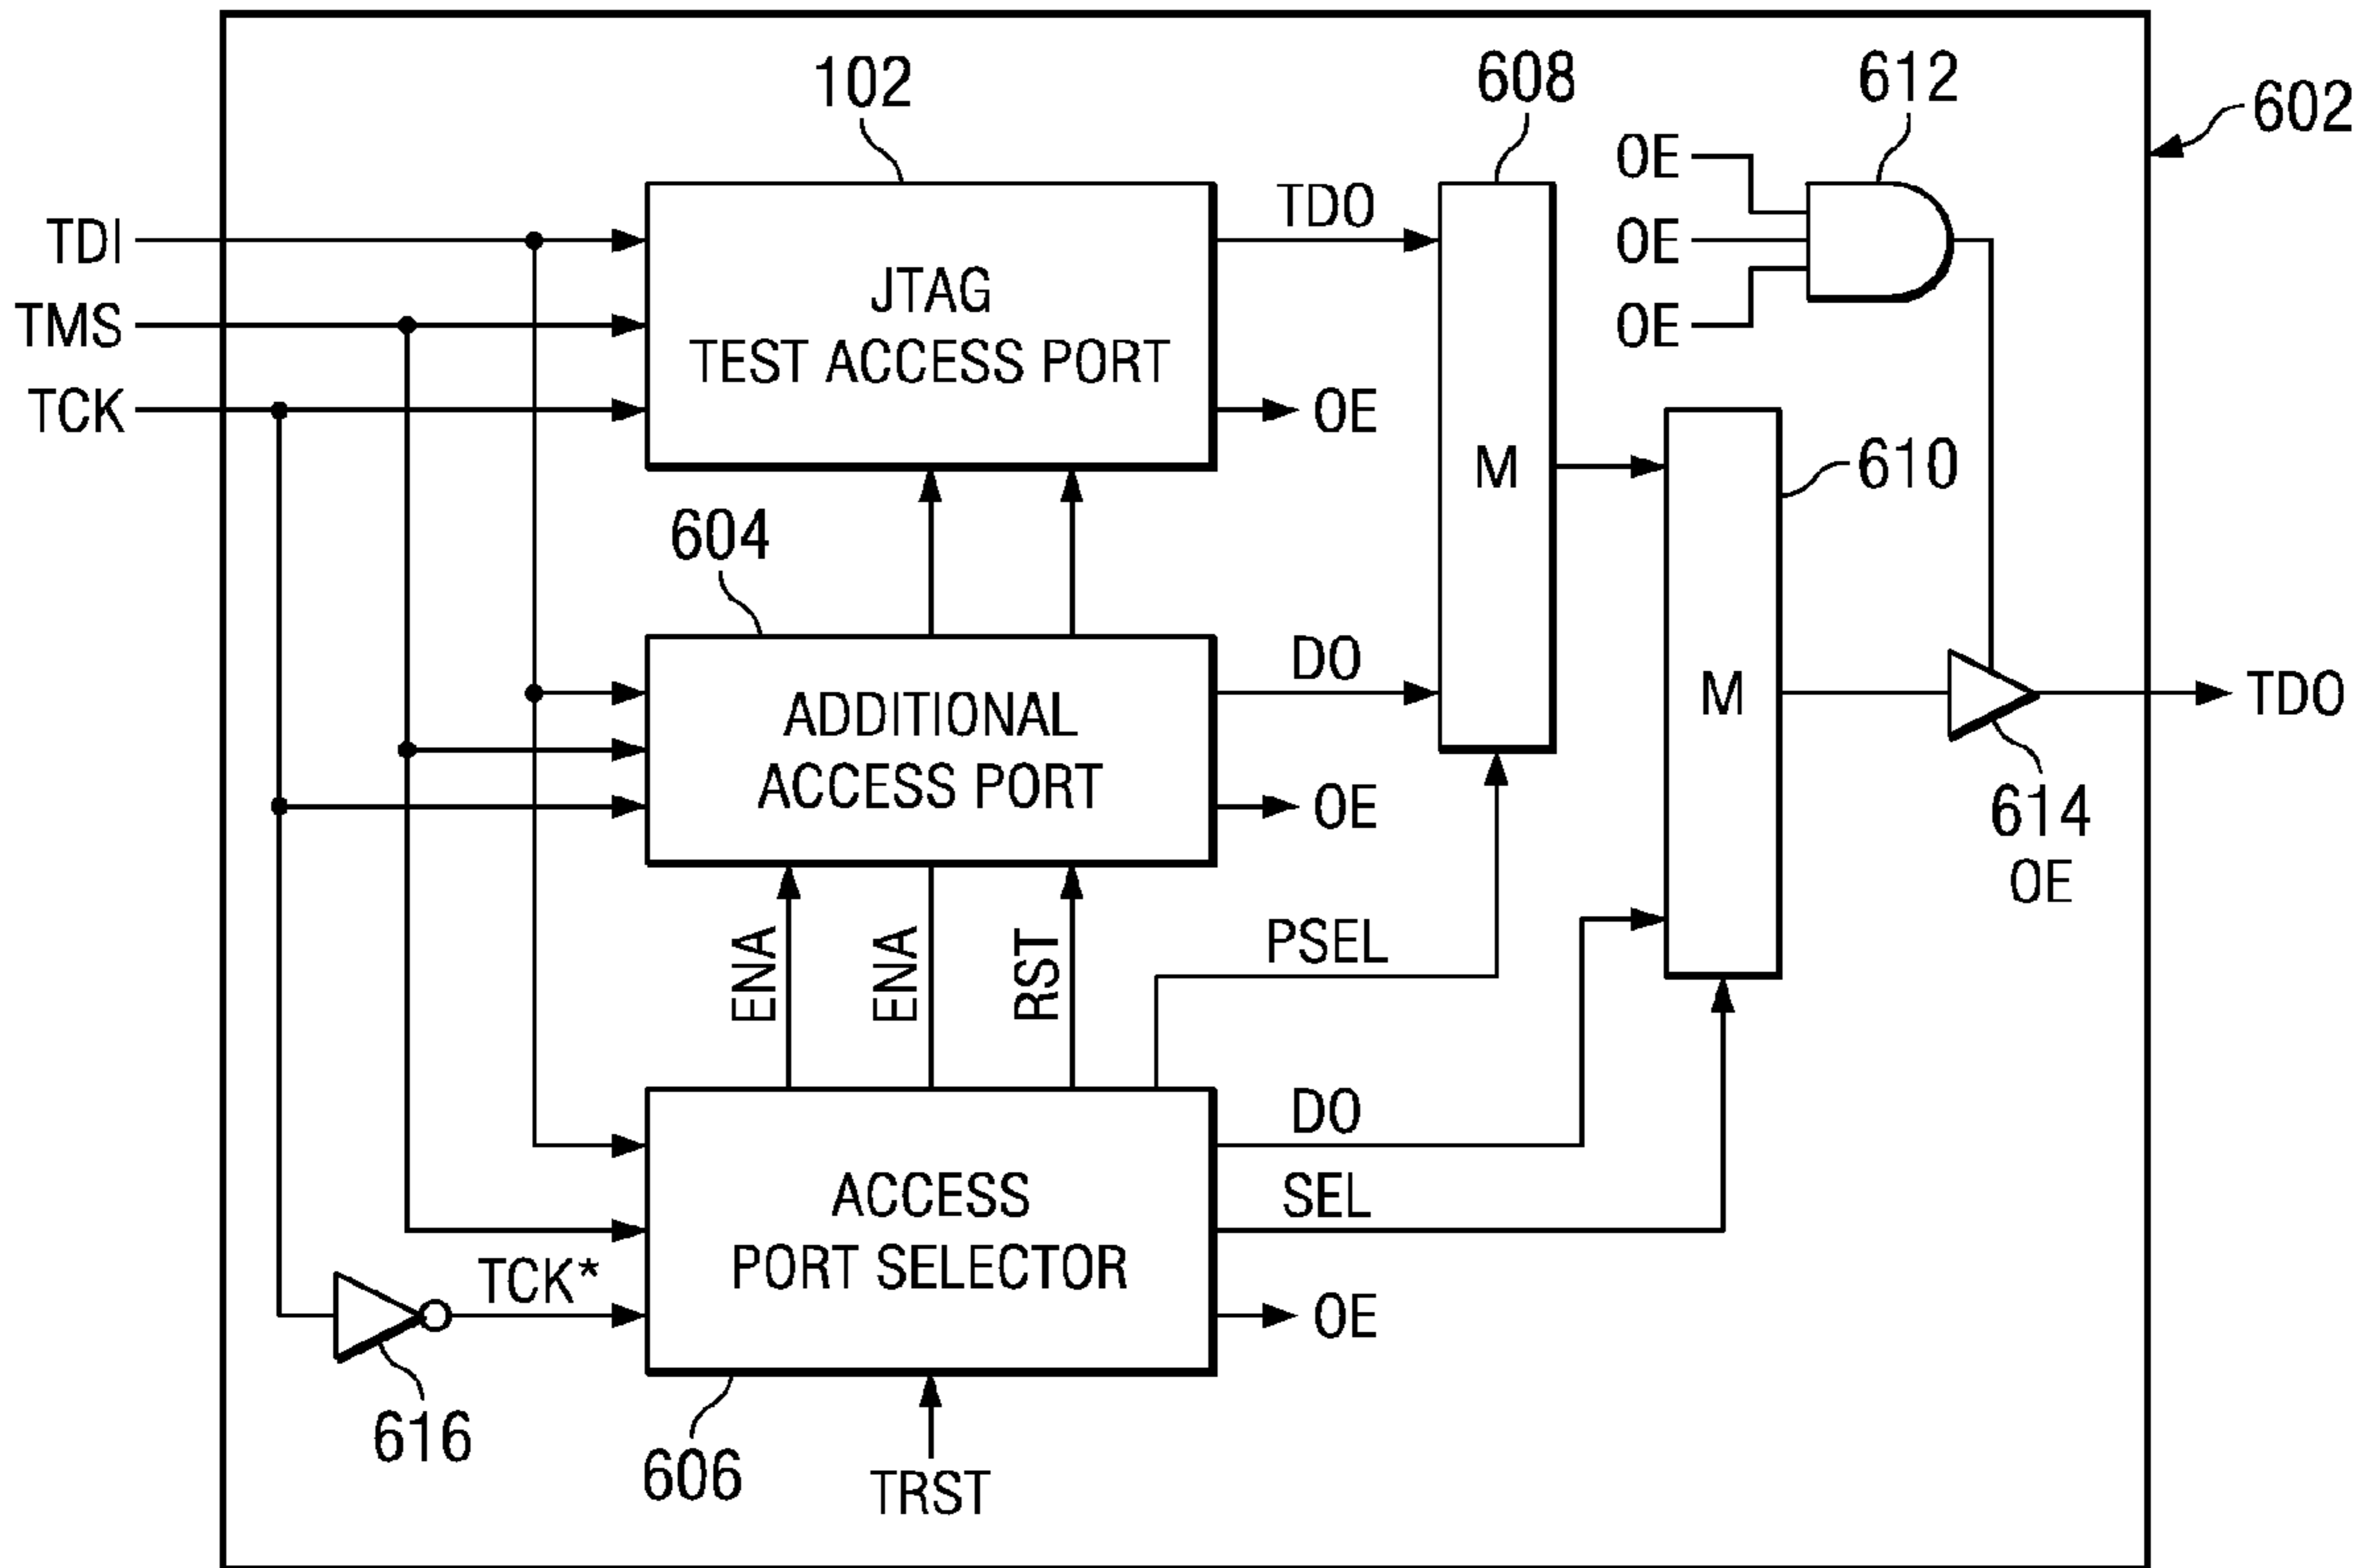 102
608
612
602
OE
OE
OE
TDI
TMS
TCK
JTAG
TEST ACCESS PORT
TDO
OE
M
610
604
ADDITIONAL
ACCESS PORT
DO
OE
M
TDO
614
OE
ENA
ENA
RST
PSEL
ACCESS
PORT SELECTOR
DO
SEL
OE
TCK*
616
606
TRST